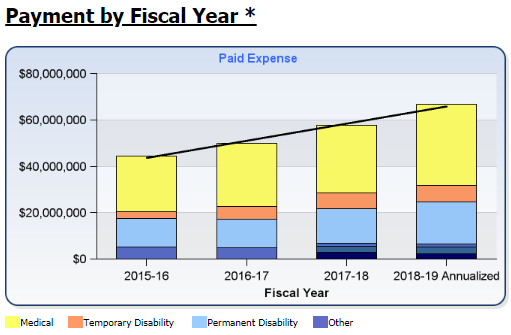 Payment by Fiscal Year *
Paid Expense
$80,000,000
$60,000,000
$40,000,000
$20,000,000
$0
2015-16 2016-17 2017-18 2018-19 Annualized
Fiscal Year
Medical Temporary Disability Permanent Disability Other